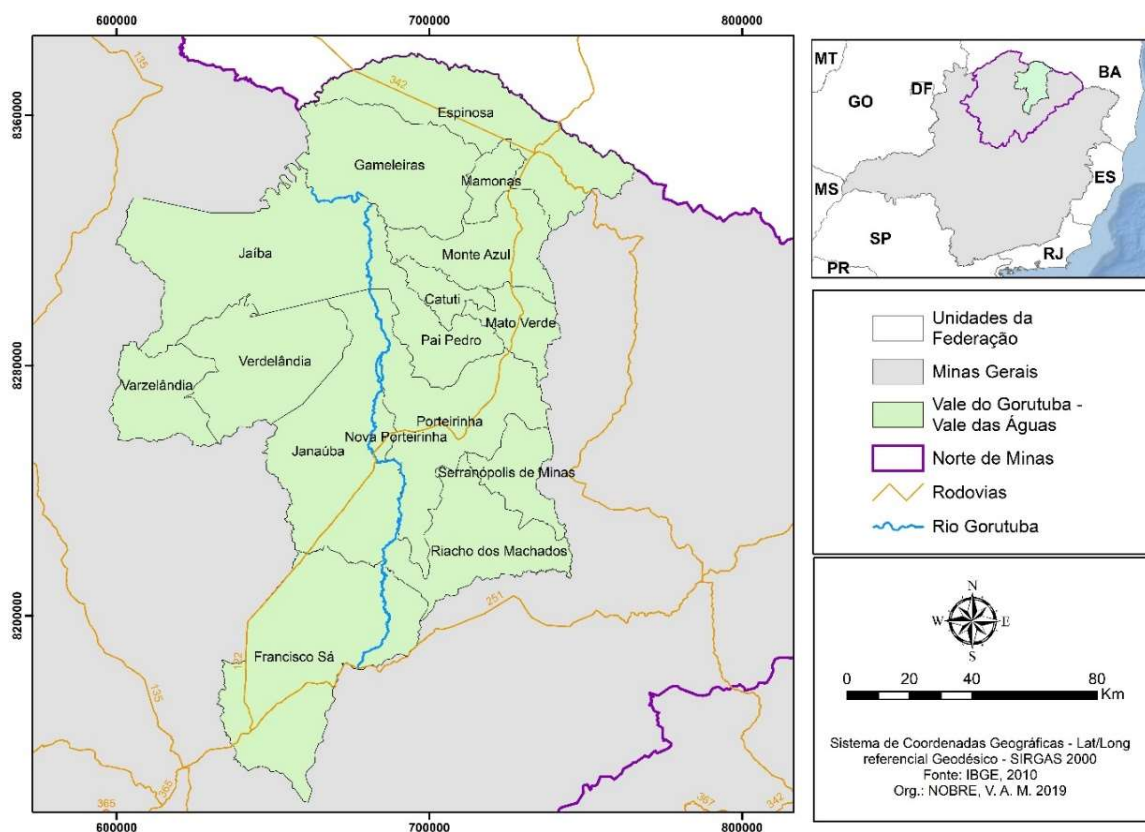 600000
700000
800000
135
342
Espinosa
8360000
Gameleiras
Mamonas
Jaíba
Monte Azul
Catuti
Mato Verde
Pai Pedro
Verdelândia
8280000
Varzelândia
Porteirinha
Nova Porteirinha
Janaúba
Serranópolis de Minas
Riacho dos Machados
251
8200000
Francisco Sá
122
135
365
365
367
342
600000
700000
800000
MT
BA
DF
GO
MS
ES
SP
RJ
PR
Unidades da
Federação
Minas Gerais
Vale do Gorutuba -
Vale das Águas
Norte de Minas
Rodovias
Rio Gorutuba
N
W E
S
0 20 40 80
Km
Sistema de Coordenadas Geográficas - Lat/Long
referencial Geodésico - SIRGAS 2000
Fonte: IBGE, 2010
Org.: NOBRE, V. A. M. 2019